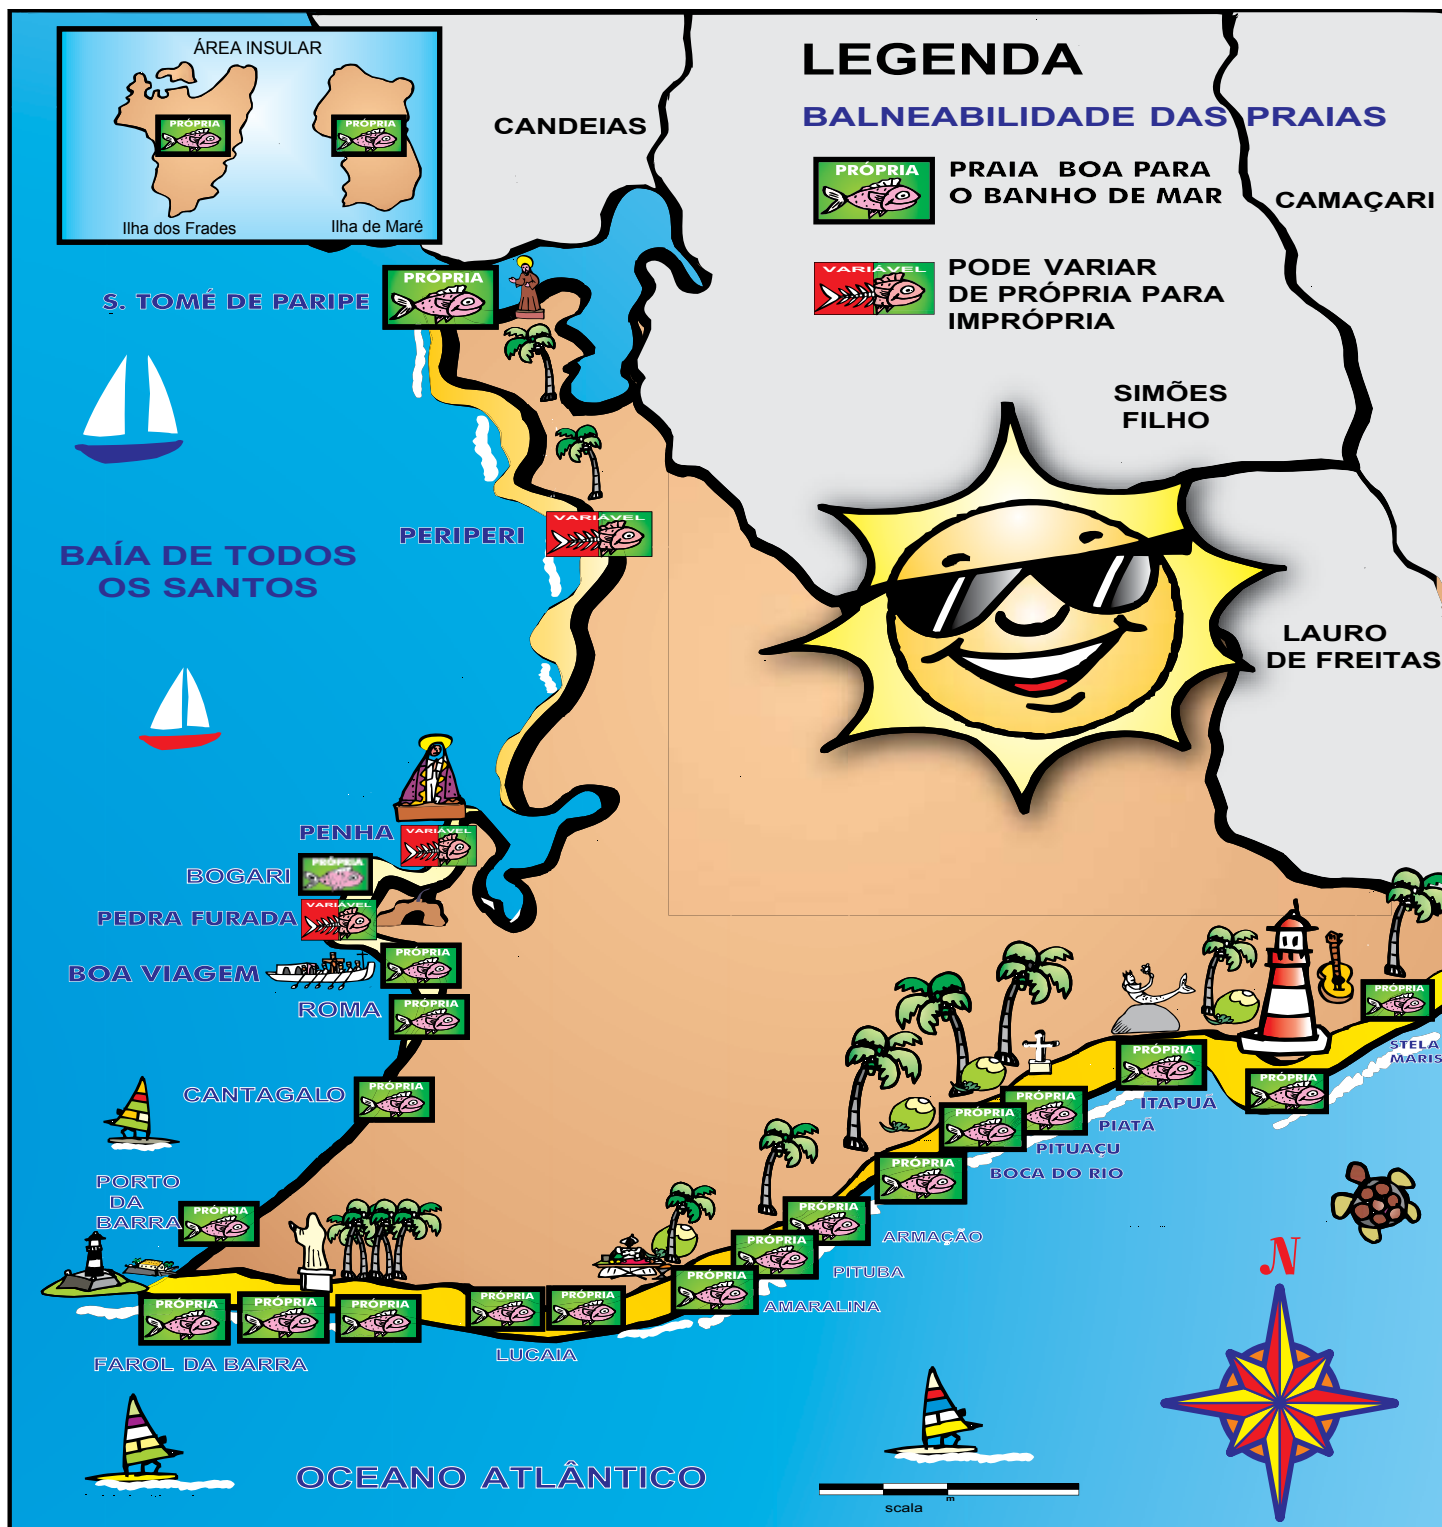 ÁREA INSULAR
PRÓPRIA
PRÓPRIA
Ilha dos Frades
Ilha de Maré
CANDEIAS
LEGENDA
BALNEABILIDADE DAS PRAIAS
PRÓPRIA
PRAIA BOA PARA
O BANHO DE MAR
VARIÁVEL
PODE VARIAR
DE PRÓPRIA PARA
IMPRÓPRIA
CAMAÇARI
SIMÕES
FILHO
LAURO
DE FREITAS
S. TOMÉ DE PARIPE
PRÓPRIA
PERIPERI
VARIÁVEL
BAÍA DE TODOS
OS SANTOS
PENHA
VARIÁVEL
BOGARI
PRÓPRIA
PEDRA FURADA
VARIÁVEL
BOA VIAGEM
PRÓPRIA
ROMA
PRÓPRIA
CANTAGALO
PRÓPRIA
PORTO
DA
BARRA
PRÓPRIA
PRÓPRIA
PRÓPRIA
PRÓPRIA
FAROL DA BARRA
PRÓPRIA
PRÓPRIA
LUCAIA
PRÓPRIA
AMARALINA
PRÓPRIA
PITUBA
PRÓPRIA
ARMAÇÃO
PRÓPRIA
BOCA DO RIO
PRÓPRIA
PITUAÇU
PRÓPRIA
PIATÃ
PRÓPRIA
ITAPUÃ
PRÓPRIA
PRÓPRIA
STELA
MARIS
N
OCEANO ATLÂNTICO
scala
m